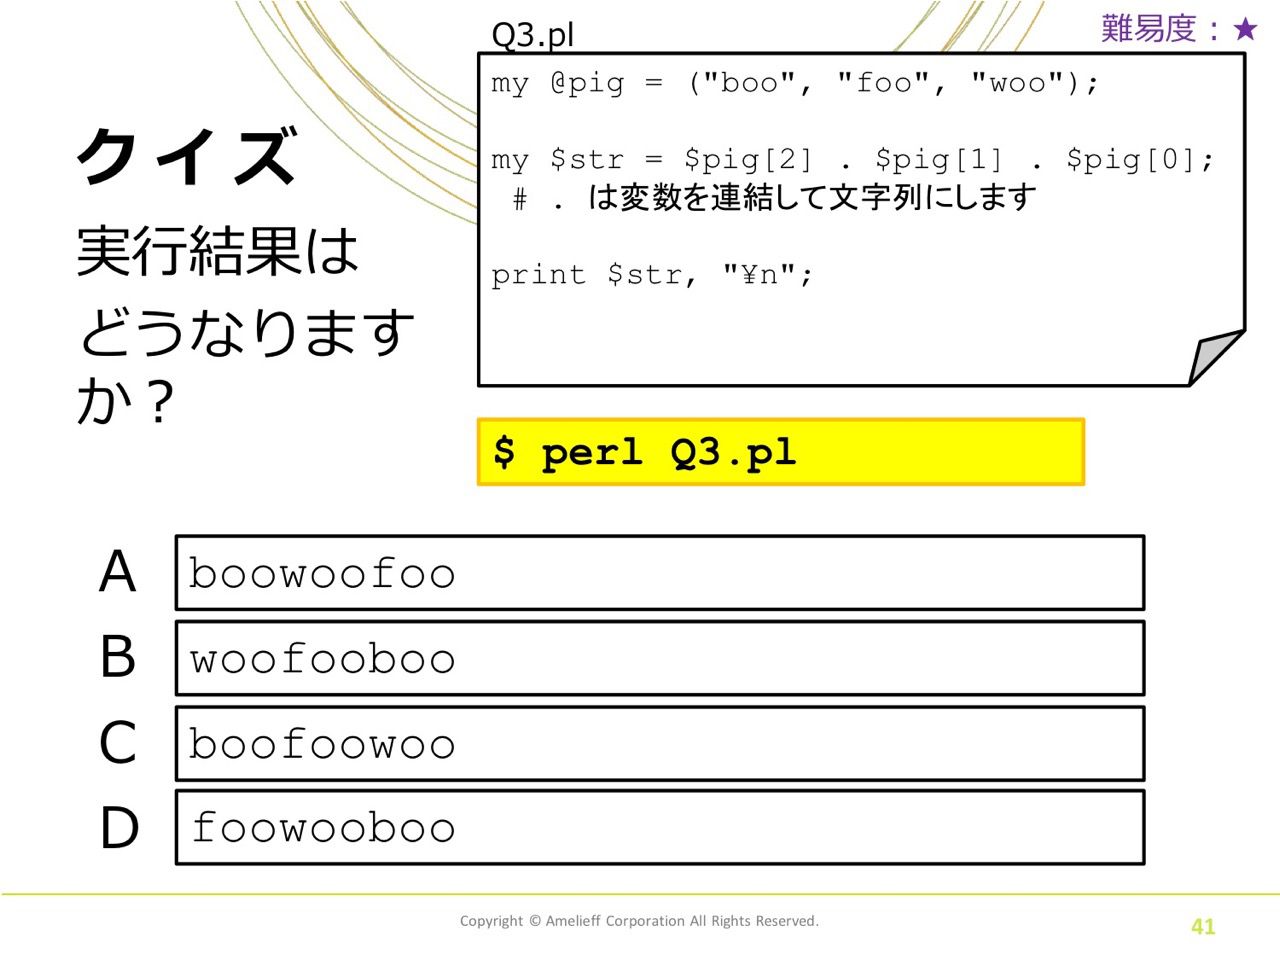 Q3.pl
難易度：★
my @pig = ("boo", "foo", "woo");
my $str = $pig[2] . $pig[1] . $pig[0];
# . は変数を連結して文字列にします
print $str, "¥n";
クイズ
実行結果は
どうなります
か？
$ perl Q3.pl
A boowoofoo
B woofooboo
C boofoowoo
D foowooboo
Copyright © Amelieff Corporation All Rights Reserved.
41